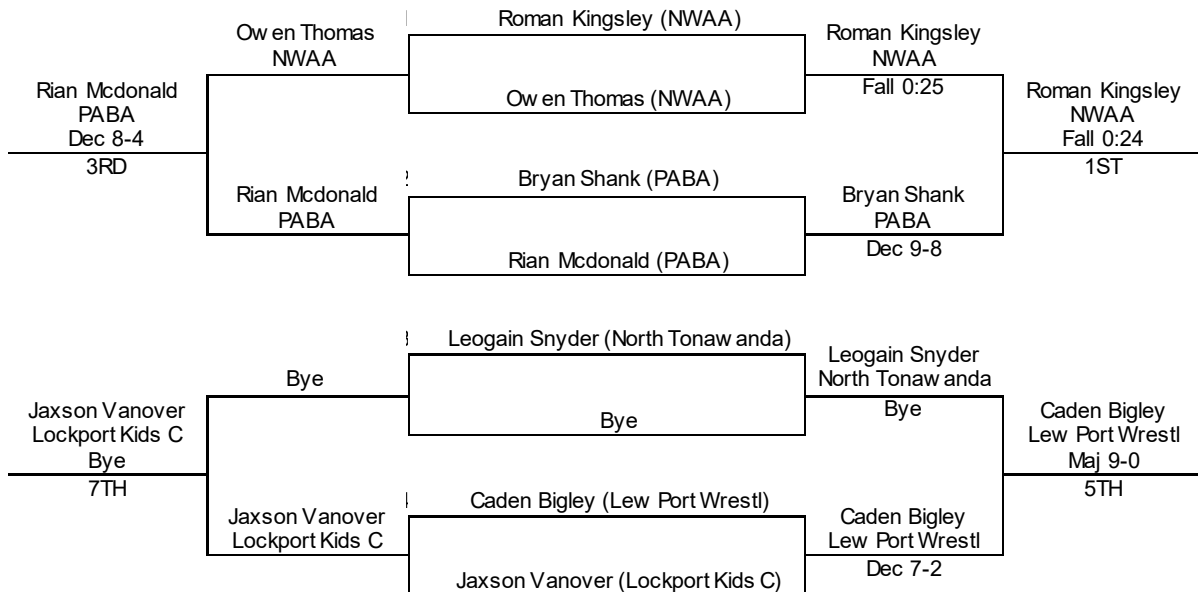 Roman Kingsley (NWAA)
Owen Thomas
NWAA
Roman Kingsley
NWAA
Fall 0:25
Rian Mcdonald
PABA
Dec 8-4
3RD
Owen Thomas (NWAA)
Roman Kingsley
NWAA
Fall 0:24
1ST
2
Bryan Shank (PABA)
Rian Mcdonald
PABA
Bryan Shank
PABA
Dec 9-8
Rian Mcdonald (PABA)
3
Leogain Snyder (North Tonawanda)
Bye
Leogain Snyder
North Tonawanda
Bye
Jaxson Vanover
Lockport Kids C
Bye
7TH
Bye
Caden Bigley
Lew Port Wrestl
Maj 9-0
5TH
4
Caden Bigley (Lew Port Wrestl)
Jaxson Vanover
Lockport Kids C
Caden Bigley
Lew Port Wrestl
Dec 7-2
Jaxson Vanover (Lockport Kids C)